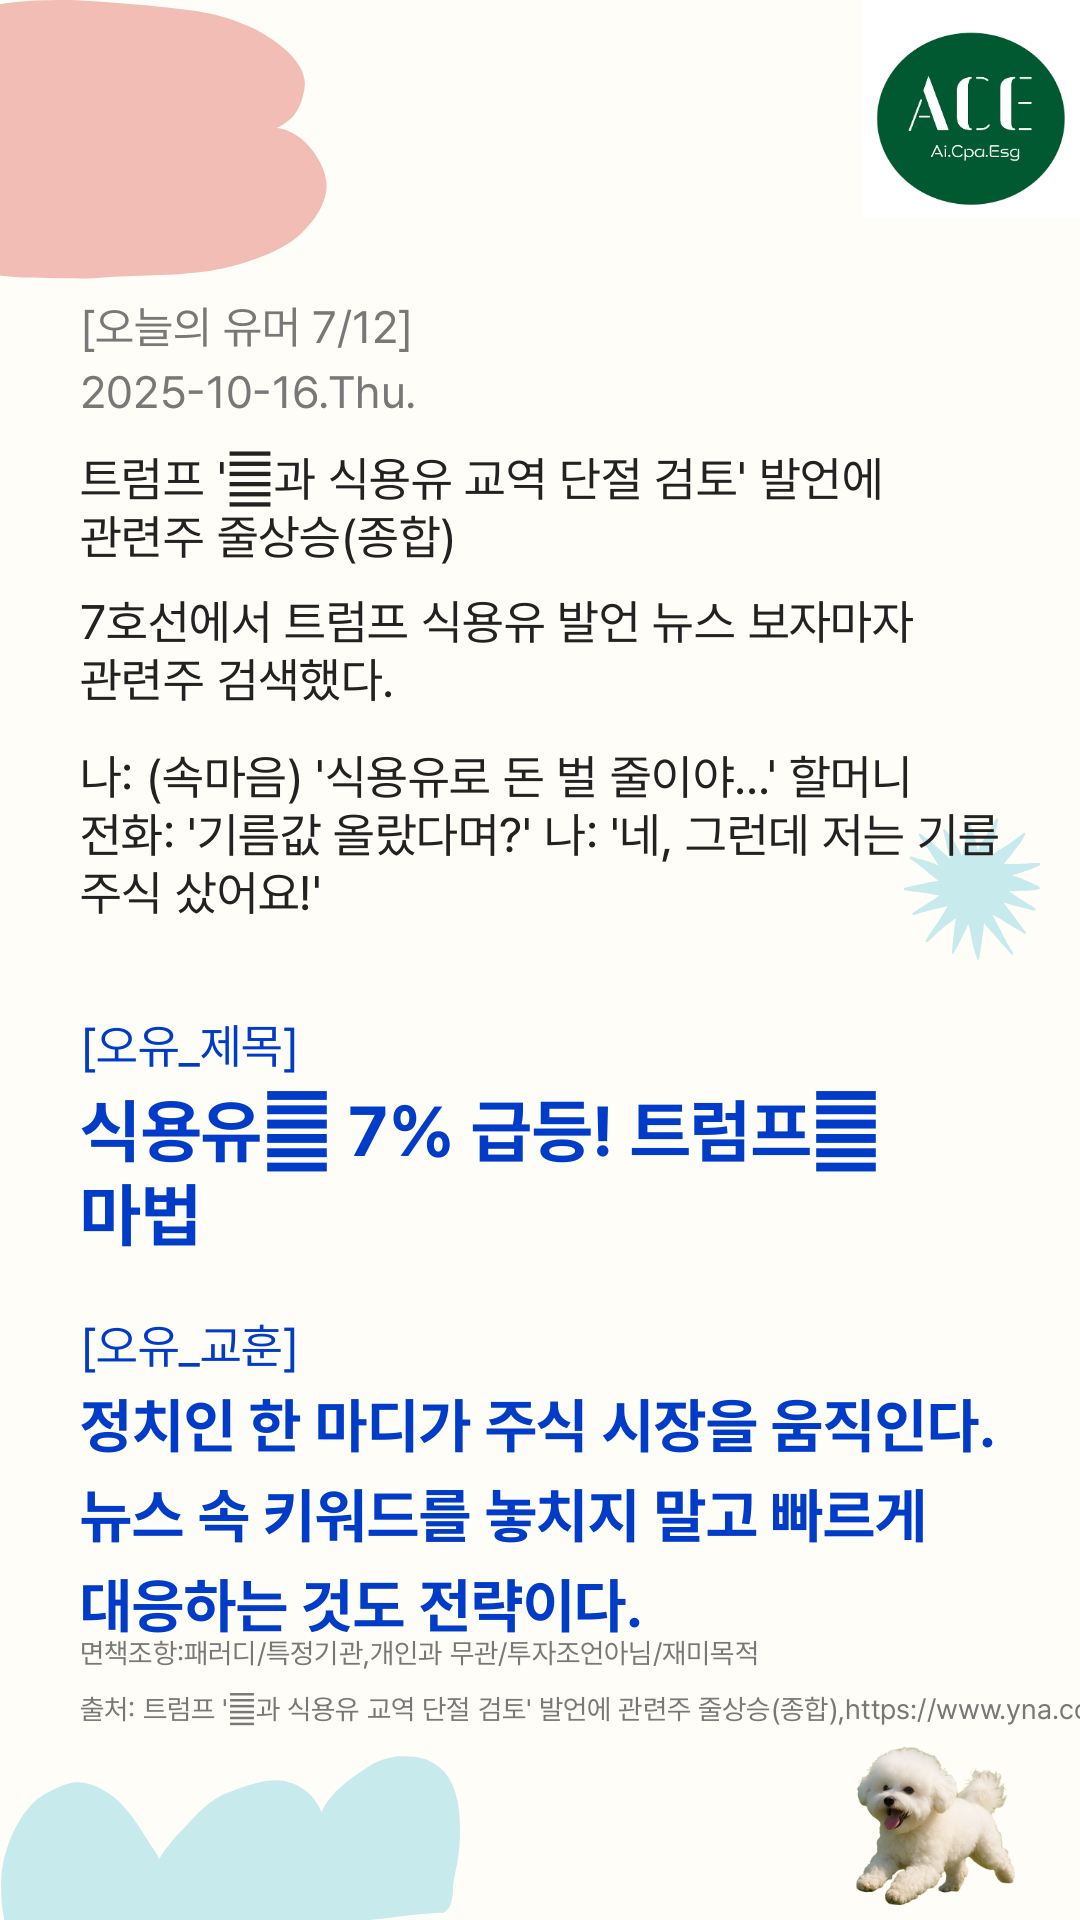 ACE
Ai.Cpa.Esg
[오늘의 유머 7/12]
2025-10-16.Thu.
트럼프 '𝌆과 식용유 교역 단절 검토' 발언에
관련주 줄상승(종합)
7호선에서 트럼프 식용유 발언 뉴스 보자마자
관련주 검색했다.
나: (속마음) '식용유로 돈 벌 줄이야...' 할머니
전화: '기름값 올랐다며?' 나: '네, 그런데 저는 기름
주식 샀어요!'
[오유_제목]
식용유𝌆 7% 급등! 트럼프𝌆
마법
[오유_교훈]
정치인 한 마디가 주식 시장을 움직인다.
뉴스 속 키워드를 놓치지 말고 빠르게
대응하는 것도 전략이다.
면책조항:패러디/특정기관,개인과 무관/투자조언아님/재미목적
출처: 트럼프 '𝌆과 식용유 교역 단절 검토' 발언에 관련주 줄상승(종합),https://www.yna.co